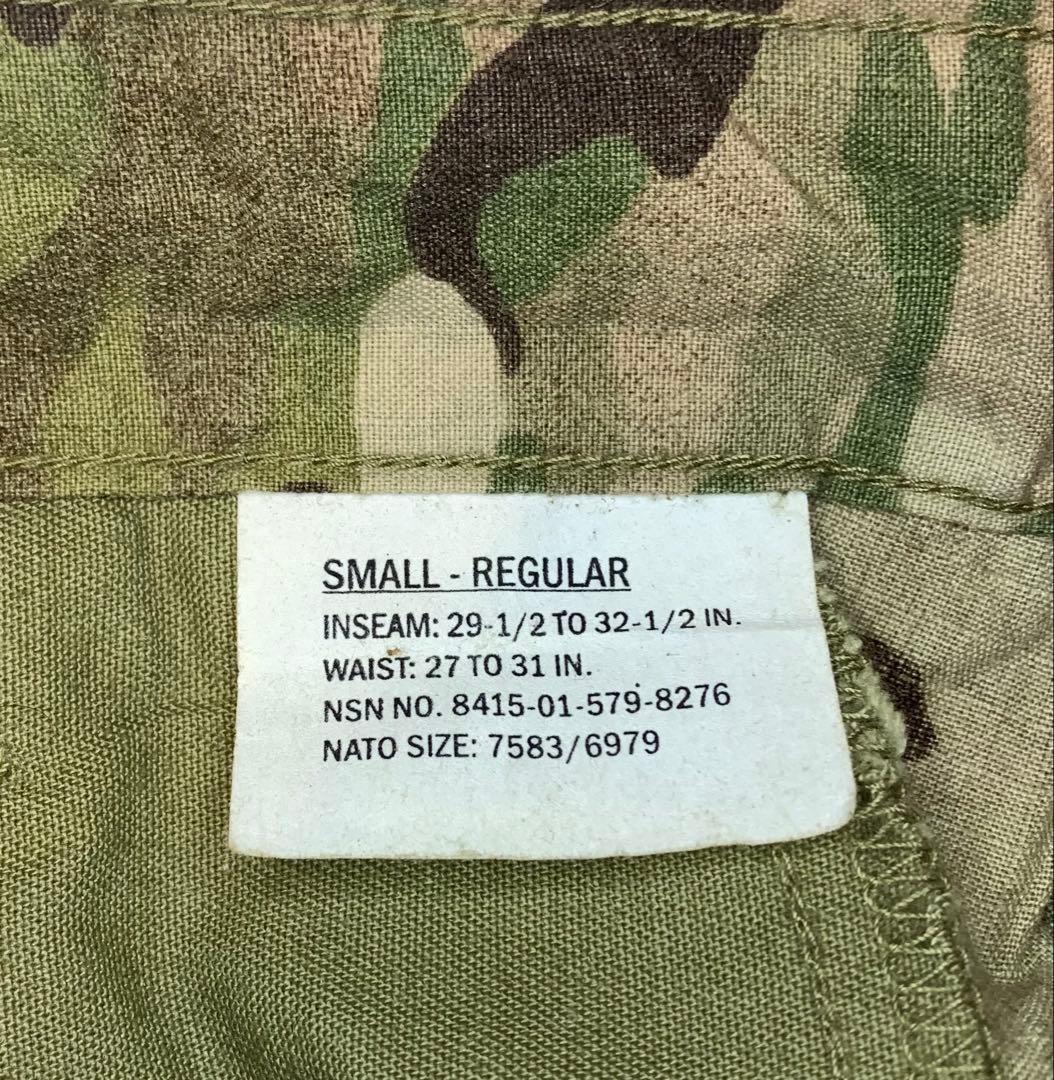 SMALL - REGULAR
INSEAM: 29-1/2 TO 32-1/2 IN.
WAIST: 27 TO 31 IN.
NSN NO. 8415-01-579-8276
NATO SIZE: 7583/6979